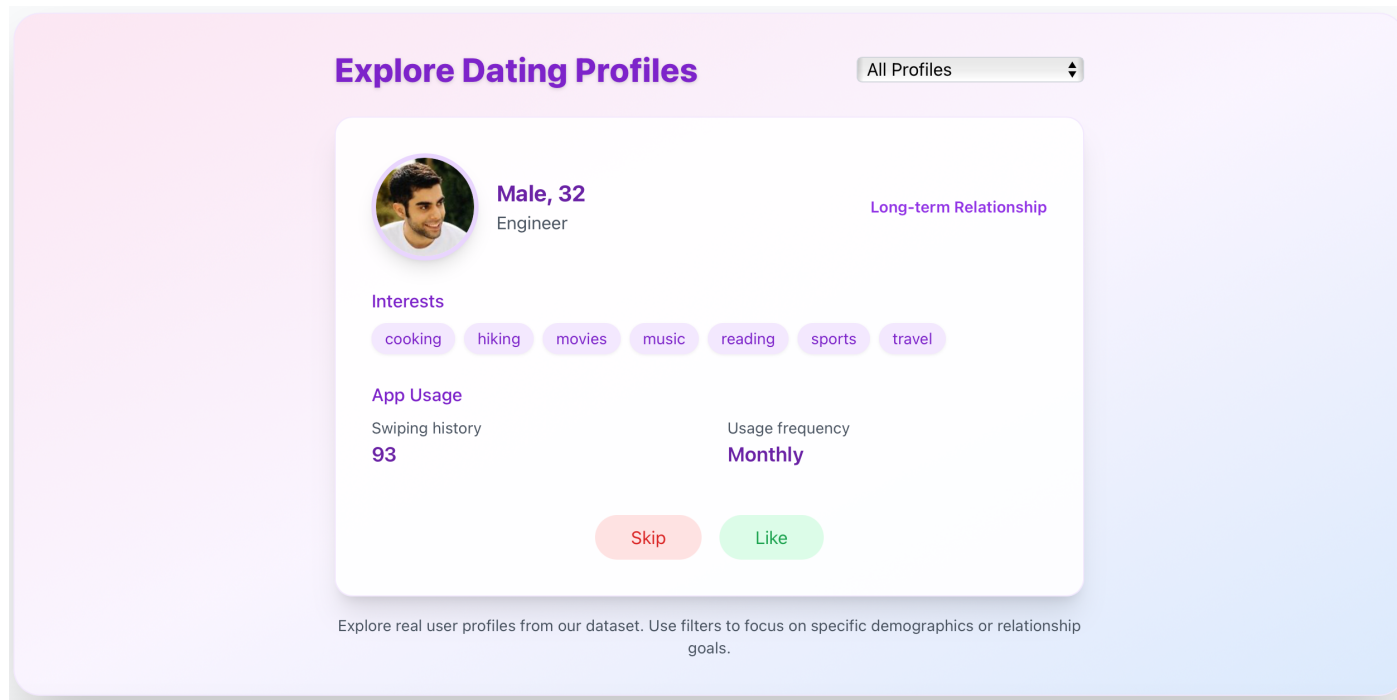 Explore Dating Profiles
All Profiles
Male, 32
Engineer
Long-term Relationship
Interests
cooking
hiking
movies
music
reading
sports
travel
App Usage
Swiping history
93
Usage frequency
Monthly
Skip
Like
Explore real user profiles from our dataset. Use filters to focus on specific demographics or relationship
goals.